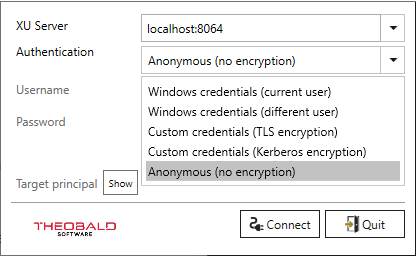 XU Server
localhost:8064
Authentication
Anonymous (no encryption)
Username
Windows credentials (current user)
Windows credentials (different user)
Password
Custom credentials (TLS encryption)
Custom credentials (Kerberos encryption)
Anonymous (no encryption)
Target principal
Show
THEOBALD
SOFTWARE
Connect
Quit